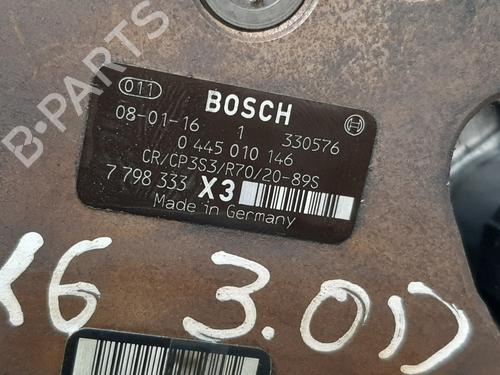 B-PARTS
011
BOSCH
08-01-16 1 330576
0 445 010 146
CR/CP3S3/R70/20-89S
7 798 333 X3
Made in Germany
6 3.0D